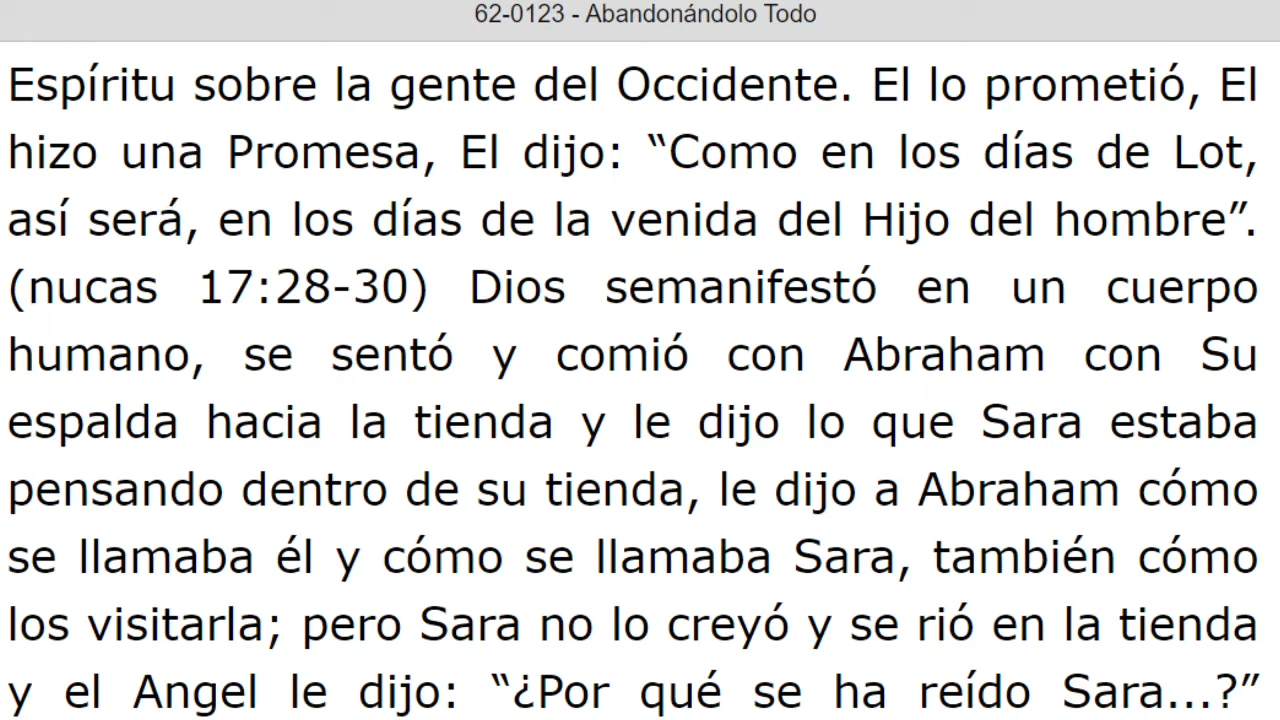 62-0123 - Abandonándolo Todo
Espíritu sobre la gente del Occidente. El lo prometió, El
hizo una Promesa, El dijo: “Como en los días de Lot,
así será, en los días de la venida del Hijo del hombre”.
(nucas 17:28-30) Dios semanifestó en un cuerpo
humano, se sentó y comió con Abraham con Su
espalda hacia la tienda y le dijo lo que Sara estaba
pensando dentro de su tienda, le dijo a Abraham cómo
se llamaba él y cómo se llamaba Sara, también cómo
los visitarla; pero Sara no lo creyó y se rió en la tienda
y el Angel le dijo: “¿Por qué se ha reído Sara...?”